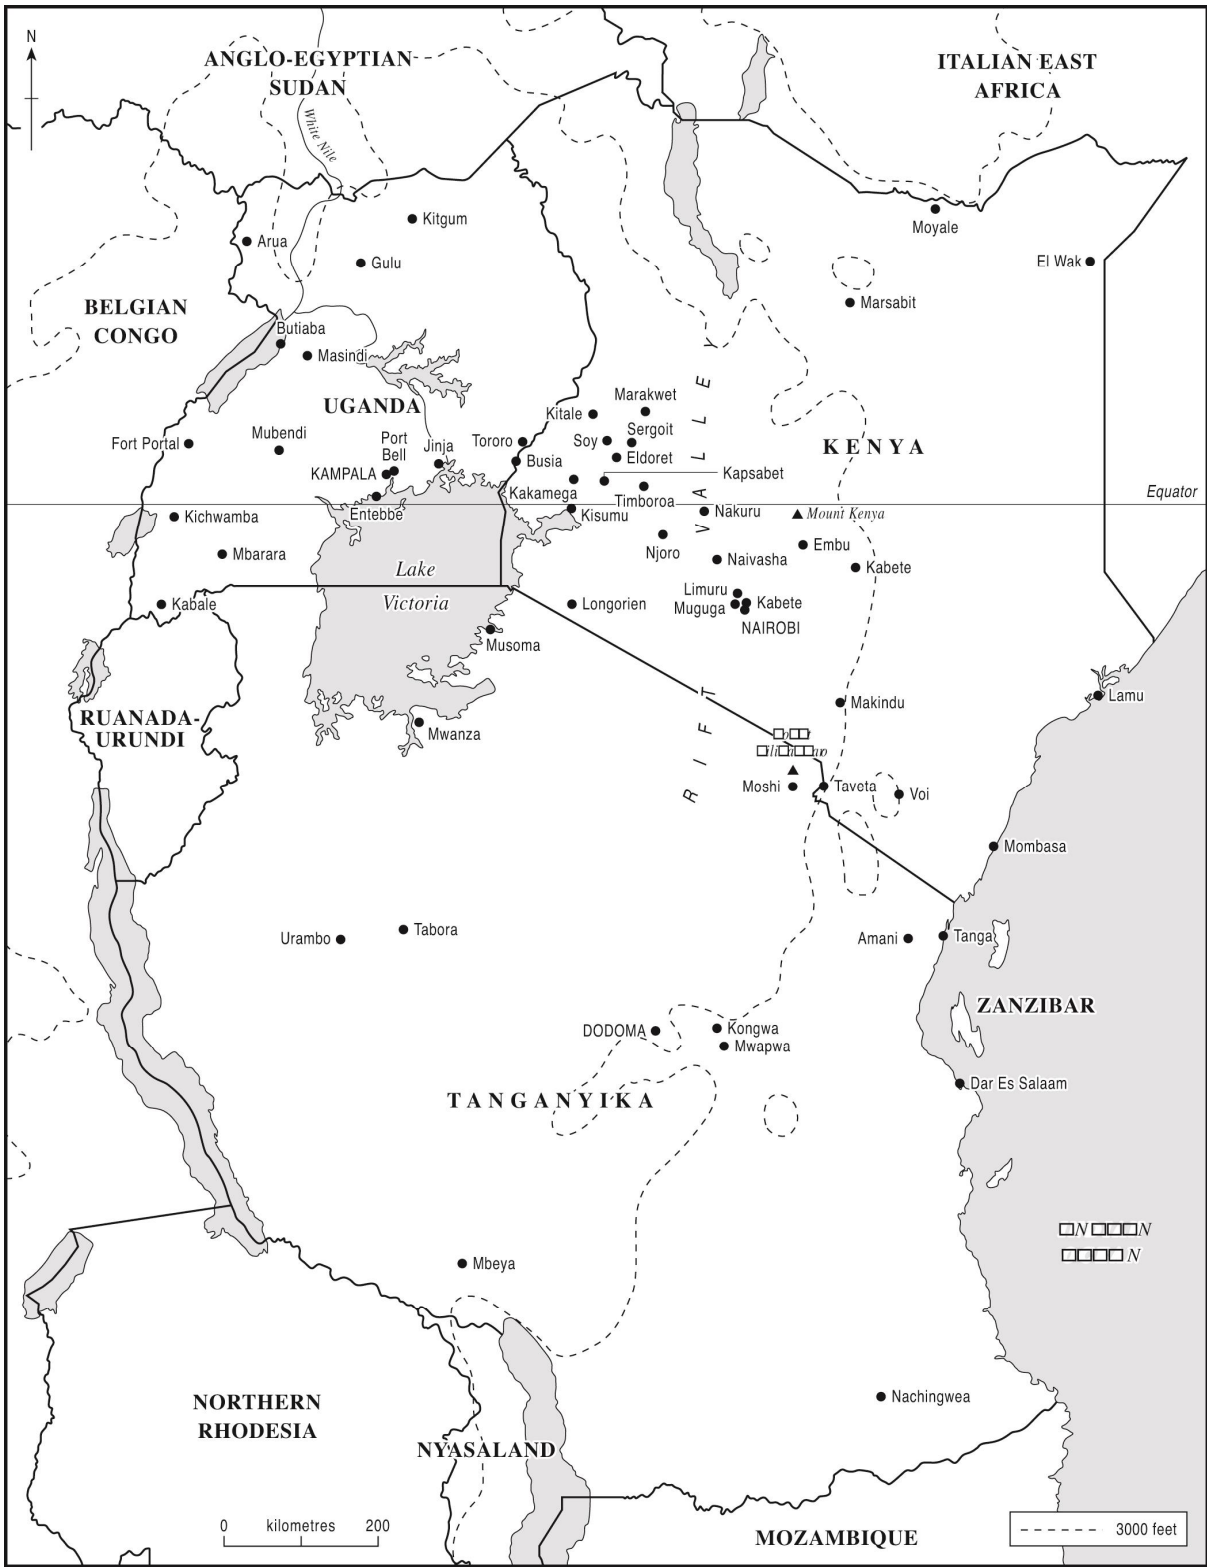 N
ANGLO-EGYPTIAN
SUDAN
White Nile
ITALIAN EAST
AFRICA
Kitgum
Moyale
Arua
Gulu
El Wak
BELGIAN
CONGO
Marsabit
Butiaba
Masindi
UGANDA
Marakwet
Kitale
Sergoit
Fort Portal
Mubendi
Port
Bell
Jinja
Tororo
Soy
KENYA
KAMPALA
Busia
Eldoret
Kapsabet
Kakamega
Timboroa
Equator
Entebbe
Kisumu
Nakuru
Mount Kenya
Kichwamba
Njoro
Embu
Mbarara
Naivasha
Kabete
Lake
Victoria
Limuru
Kabale
Longorien
Muguga
Kabete
NAIROBI
Musoma
RIFT VALLEY
Makindu
Lamu
RUANADA-
URUNDI
Mwanza
Moshi
Taveta
Voi
Mombasa
Urambo
Tabora
Amani
Tanga
ZANZIBAR
DODOMA
Kongwa
Mwapwa
Dar Es Salaam
TANGANYIKA
Mbeya
NORTHERN
RHODESIA
Nachingwea
NYASALAND
0 kilometres 200
MOZAMBIQUE
3000 feet